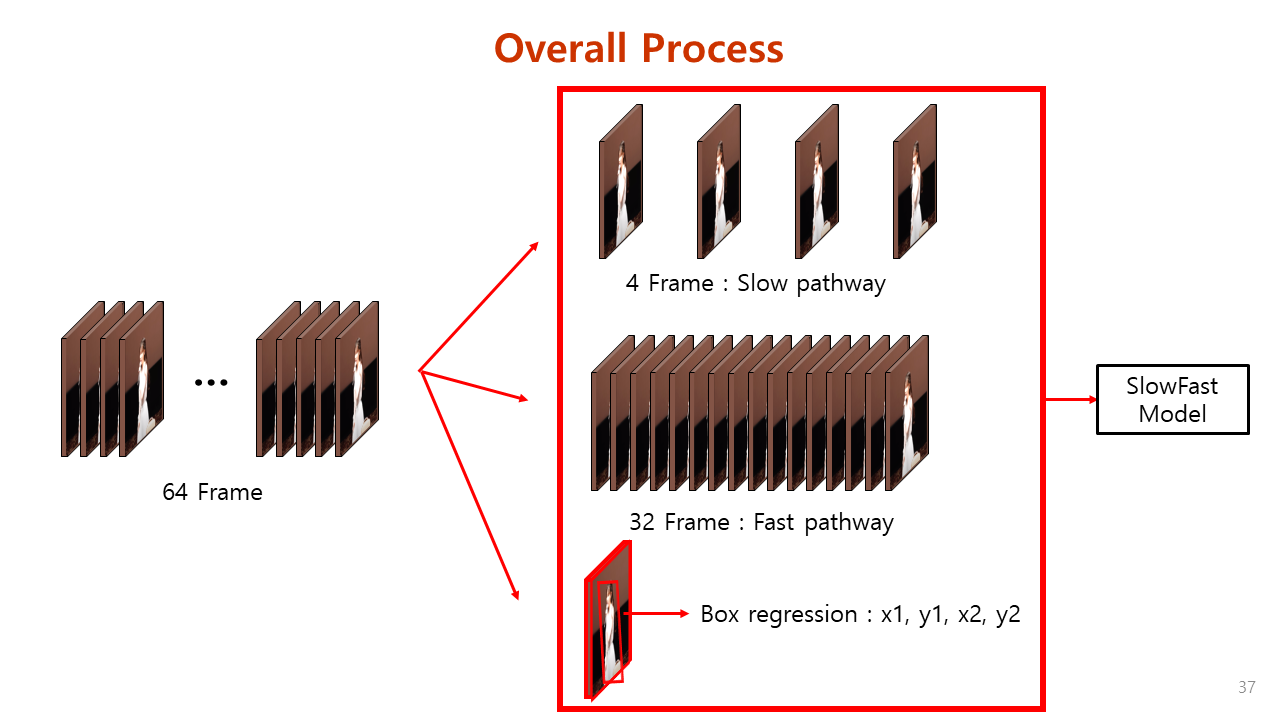 Overall Process
4 Frame : Slow pathway
...
64 Frame
32 Frame : Fast pathway
Box regression : x1, y1, x2, y2
SlowFast
Model
37